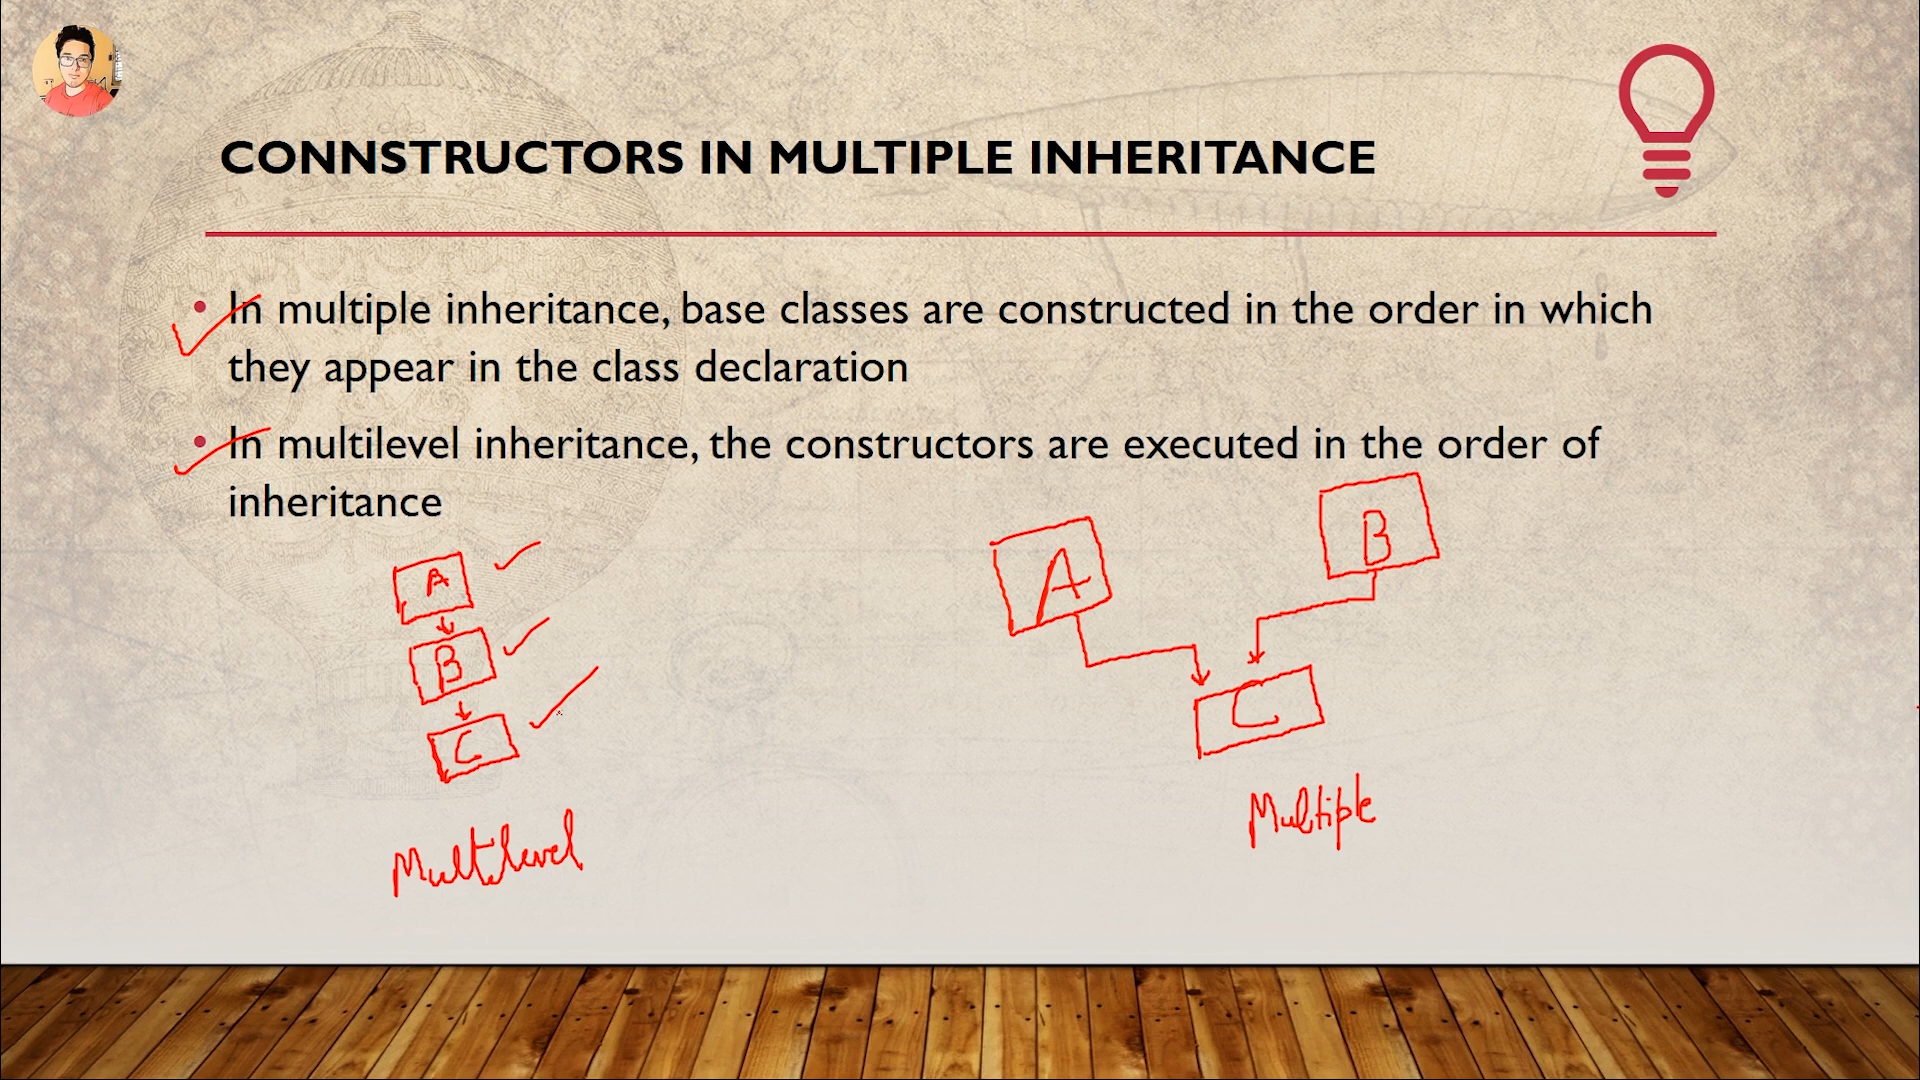 CONNSTRUCTORS IN MULTIPLE INHERITANCE
• In multiple inheritance, base classes are constructed in the order in which
they appear in the class declaration
• In multilevel inheritance, the constructors are executed in the order of
inheritance
A
B
C
Multilevel
A
B
C
Multiple